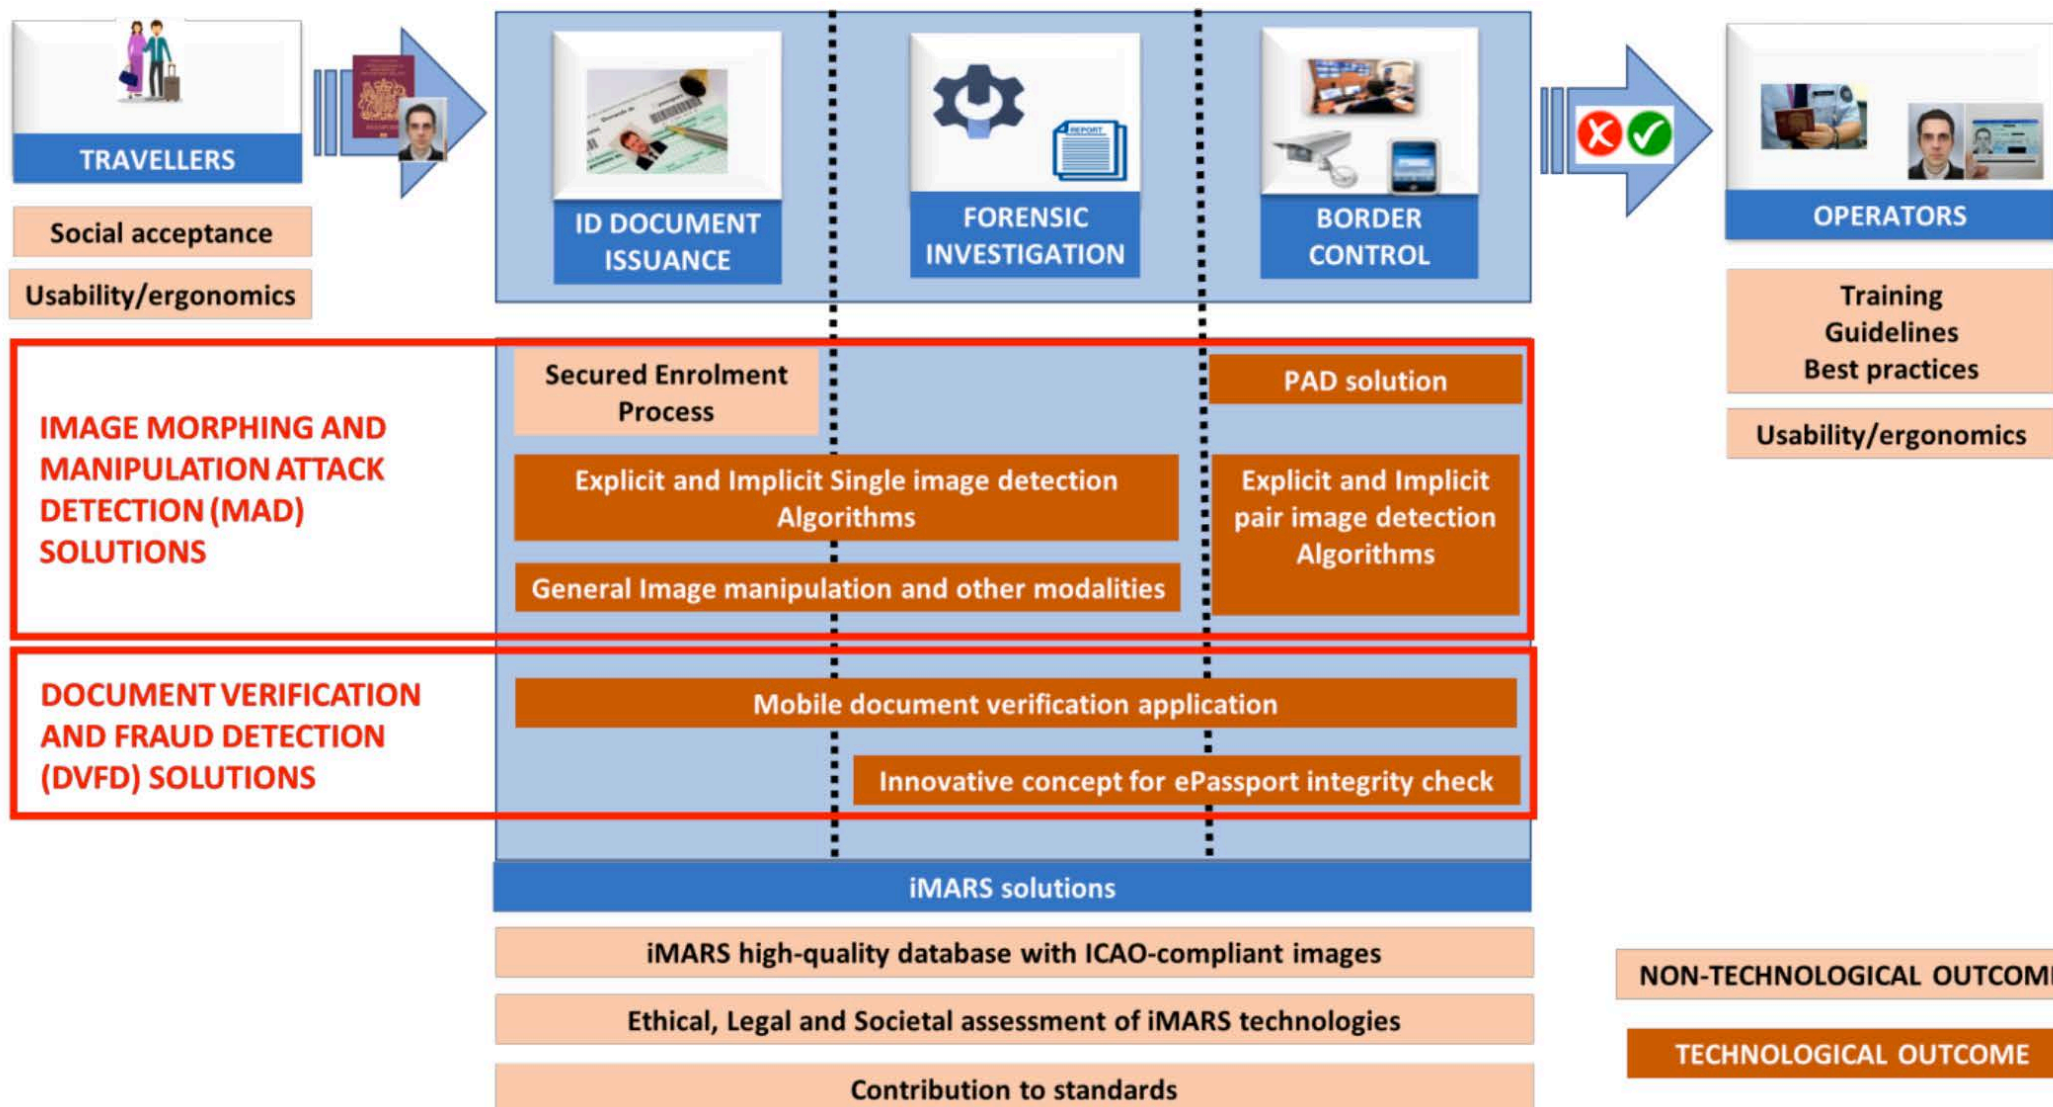 TRAVELLERS
Social acceptance
Usability/ergonomics
ID DOCUMENT
ISSUANCE
REPORT
FORENSIC
INVESTIGATION
BORDER
CONTROL
OPERATORS
Training
Guidelines
Best practices
Usability/ergonomics
IMAGE MORPHING AND
MANIPULATION ATTACK
DETECTION (MAD)
SOLUTIONS
Secured Enrolment
Process
PAD solution
Explicit and Implicit Single image detection
Algorithms
Explicit and Implicit
pair image detection
Algorithms
General Image manipulation and other modalities
DOCUMENT VERIFICATION
AND FRAUD DETECTION
(DVFD) SOLUTIONS
Mobile document verification application
Innovative concept for ePassport integrity check
iMARS solutions
iMARS high-quality database with ICAO-compliant images
Ethical, Legal and Societal assessment of iMARS technologies
Contribution to standards
NON-TECHNOLOGICAL OUTCOME
TECHNOLOGICAL OUTCOME